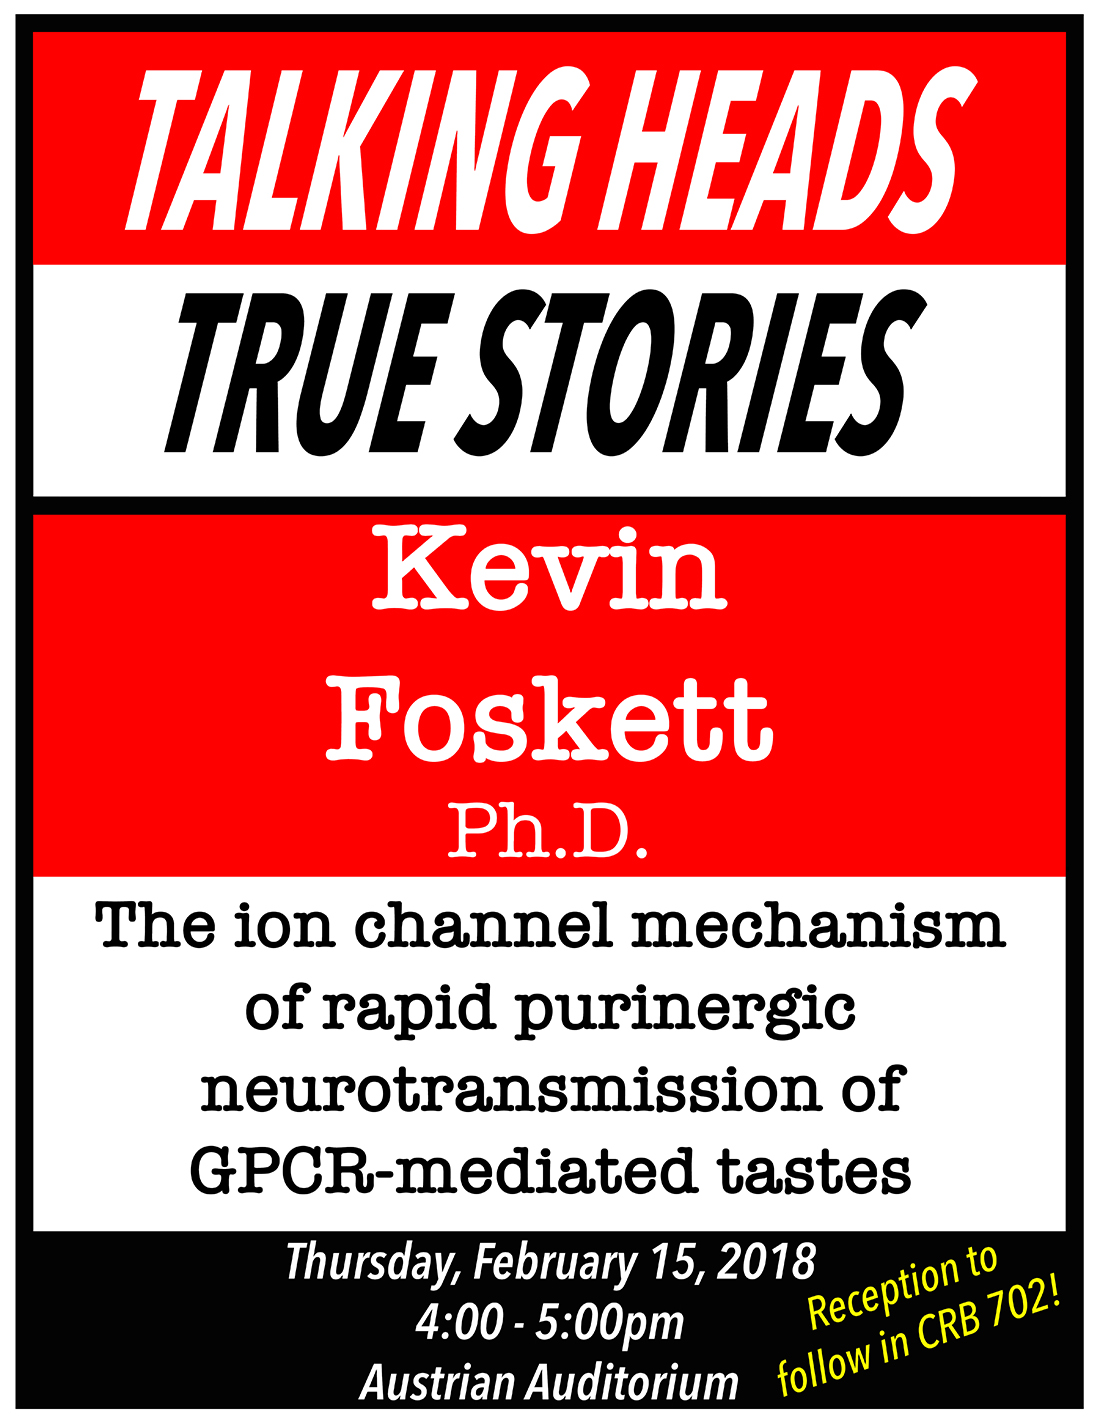 TALKING HEADS
TRUE STORIES
Kevin
Foskett
Ph.D.
The ion channel mechanism
of rapid purinergic
neurotransmission of
GPCR-mediated tastes
Thursday, February 15, 2018
4:00 - 5:00pm
Austrian Auditorium
Reception to
follow in CRB 702!